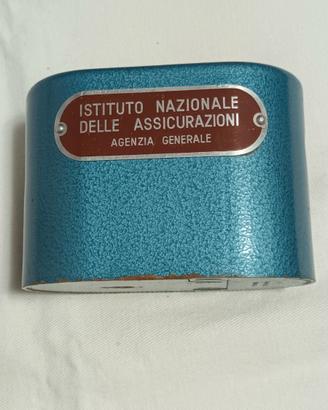 ISTITUTO NAZIONALE
DELLE ASSICURAZIONI
AGENZIA GENERALE